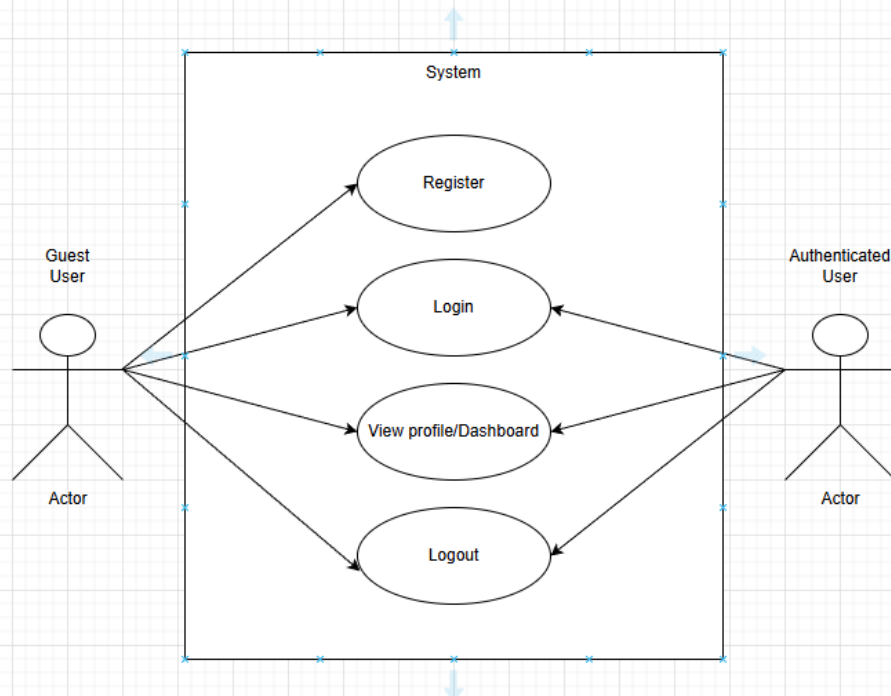 System
Register
Guest
User
Authenticated
User
Login
View profile/Dashboard
Actor
Actor
Logout